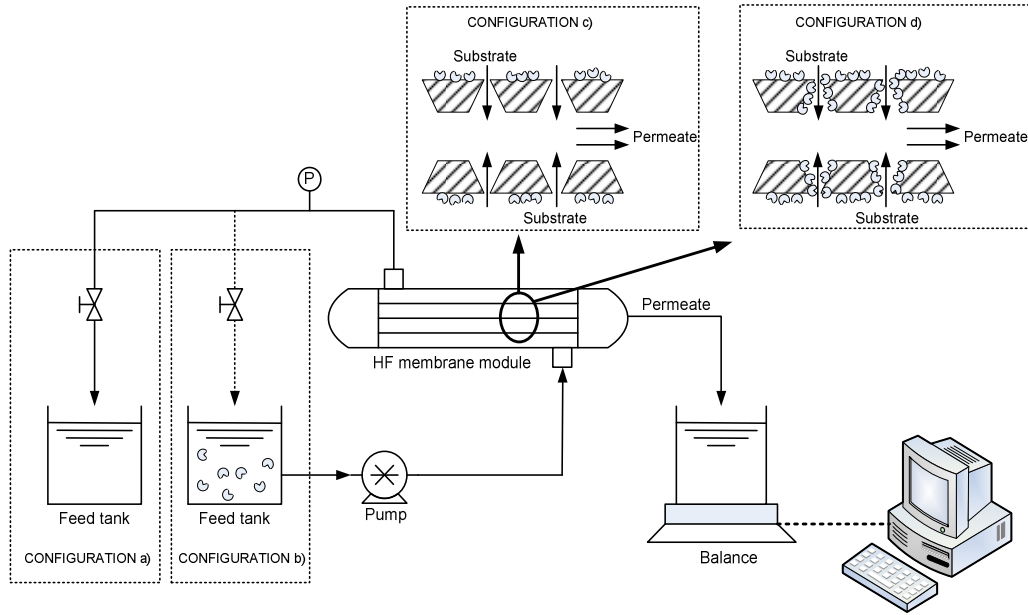 CONFIGURATION c)
Substrate
Permeate
Substrate
CONFIGURATION d)
Substrate
Permeate
Substrate
P
Permeate
HF membrane module
Feed tank
CONFIGURATION a)
Feed tank
CONFIGURATION b)
Pump
Balance